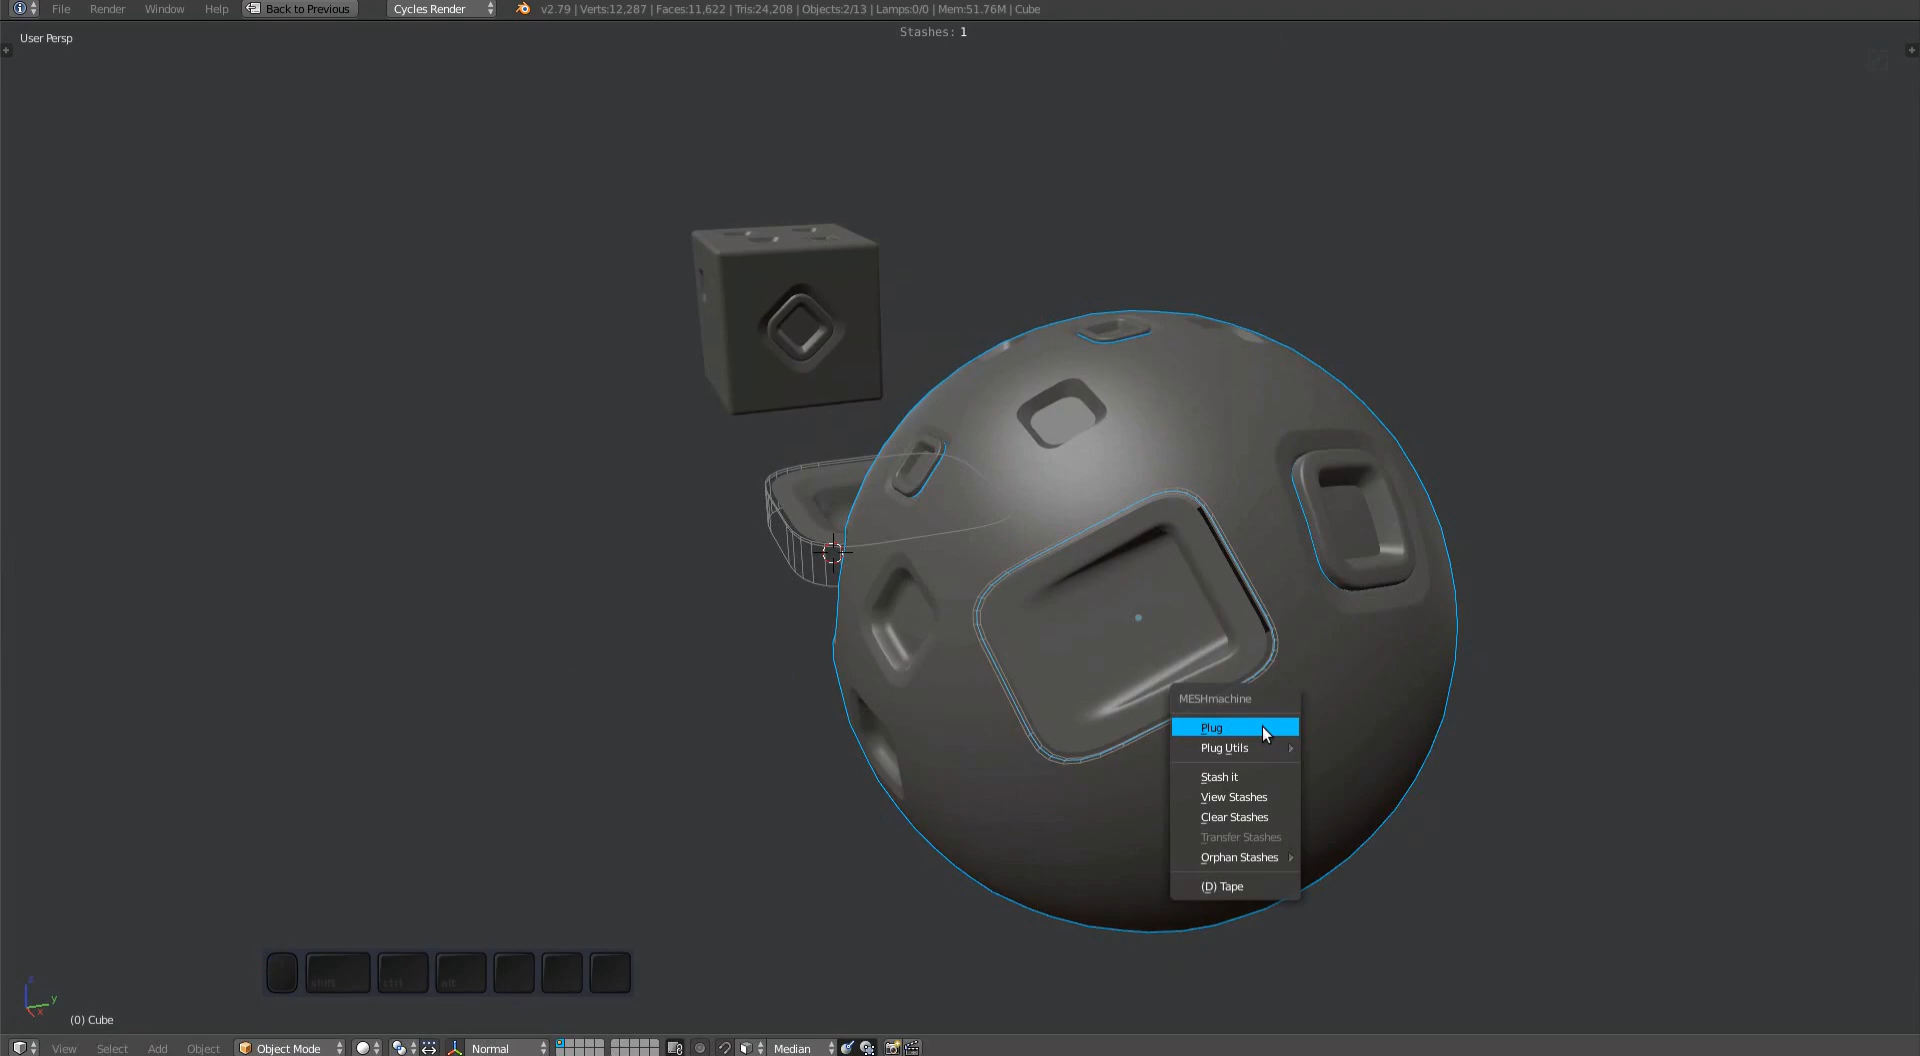 File Render Window Help Back to Previous Cycles Render v2.79 | Verts:12,287 | Faces:11,622 | Tris:24,208 | Objects:2/13 | Lamps:0/0 | Mem:51.76M | Cube
Stashes: 1
User Persp
MESHmachine
Plug
Plug Utils
Stash it
View Stashes
Clear Stashes
Transfer Stashes
Orphan Stashes
(D) Tape
shift ctrl alt
z
y
x
(0) Cube
View Select Add Object Object Mode Normal Median